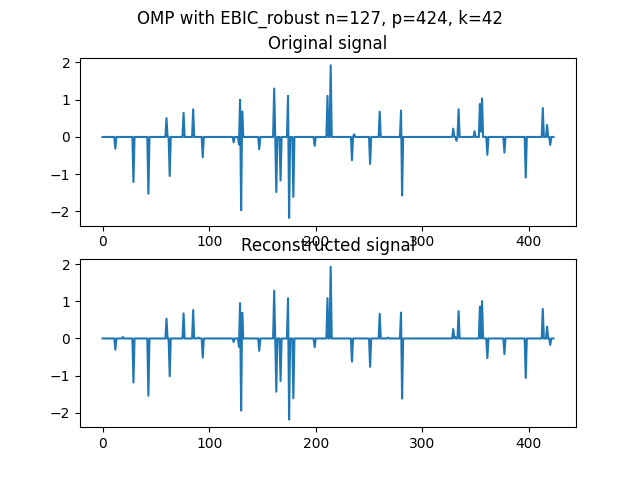 OMP with EBIC_robust n=127, p=424, k=42
Original signal
2
1
0
−1
−2
0 100 200 300 400
Reconstructed signal
2
1
0
−1
−2
0 100 200 300 400